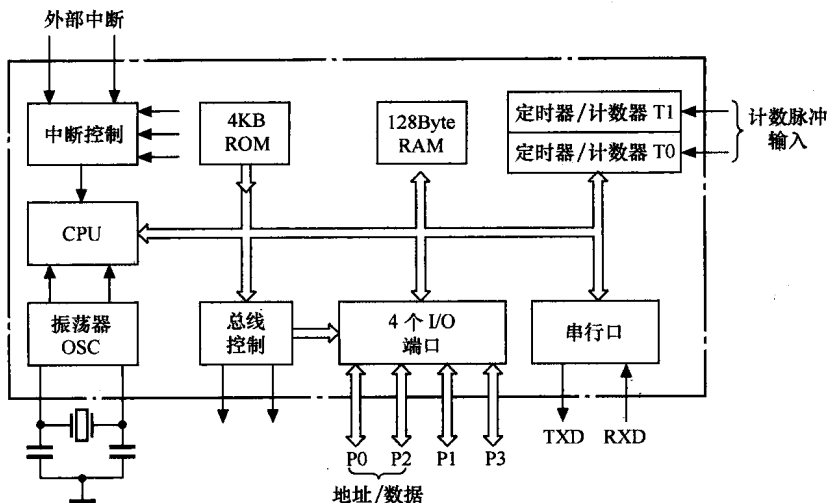 外部中断
中断控制
4KB
ROM
128Byte
RAM
定时器/计数器 T1
定时器/计数器 T0
计数脉冲
输入
CPU
振荡器
OSC
总线
控制
4 个 I/O
端口
串行口
TXD
RXD
P0
P2
P1
P3
地址/数据